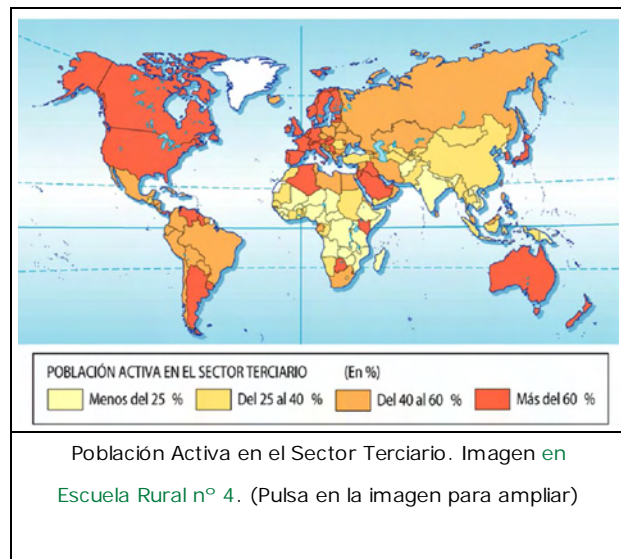 POBLACIÓN ACTIVA EN EL SECTOR TERCIARIO (En %)
Menos del 25 % Del 25 al 40 % Del 40 al 60 % Más del 60 %
Población Activa en el Sector Terciario. Imagen en
Escuela Rural nº 4. (Pulsa en la imagen para ampliar)